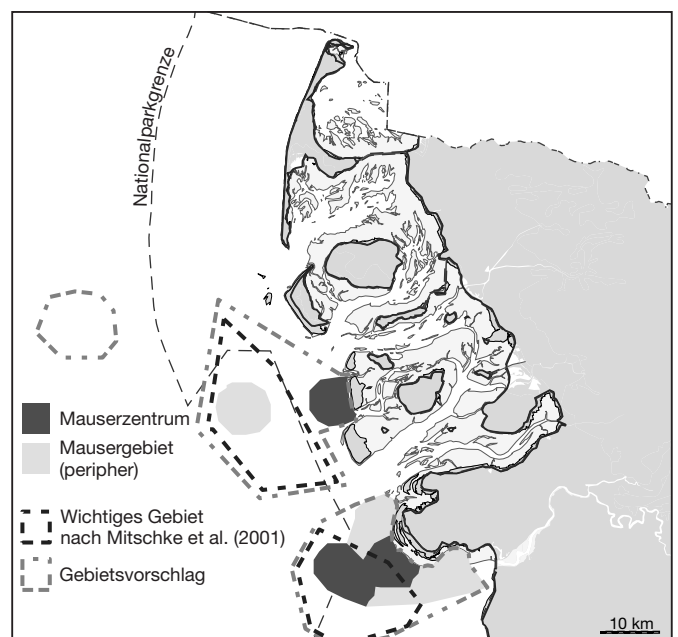 Nationalparkgrenze
Mauserzentrum
Mausergebiet
(peripher)
Wichtiges Gebiet
nach Mitschke et al. (2001)
Gebietsvorschlag
10 km